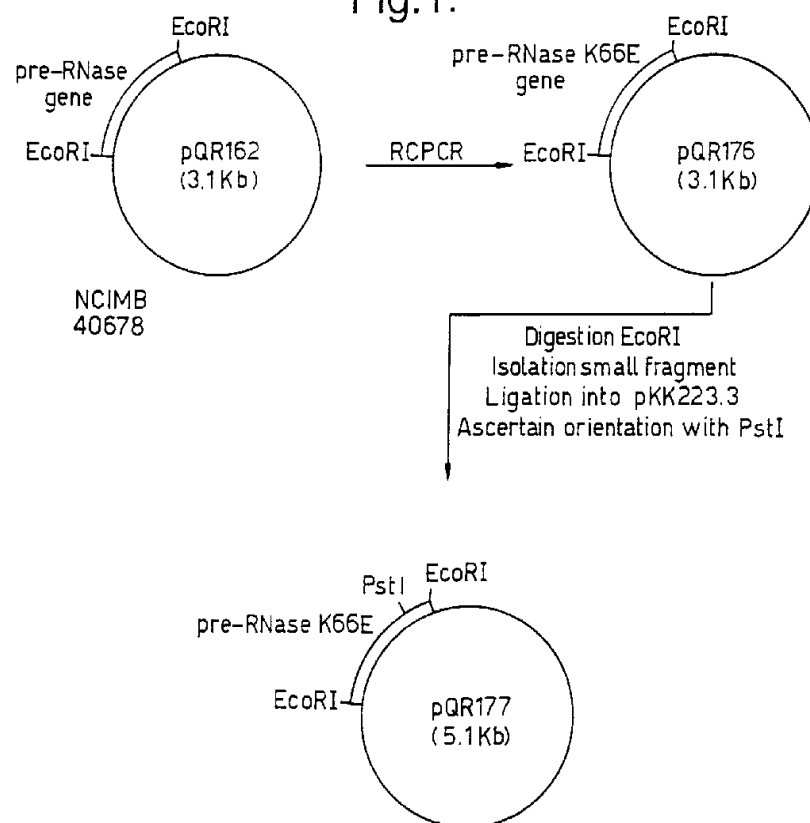 Fig.1.
EcoRI
pre-RNase
gene
EcoRI
pQR162
(3.1Kb)
NCIMB
40678
RCPCR
EcoRI
pre-RNase K66E
gene
EcoRI
pQR176
(3.1Kb)
Digestion EcoRI
Isolation small fragment
Ligation into pKK223.3
Ascertain orientation with PstI
PstI
EcoRI
pre-RNase K66E
EcoRI
pQR177
(5.1Kb)